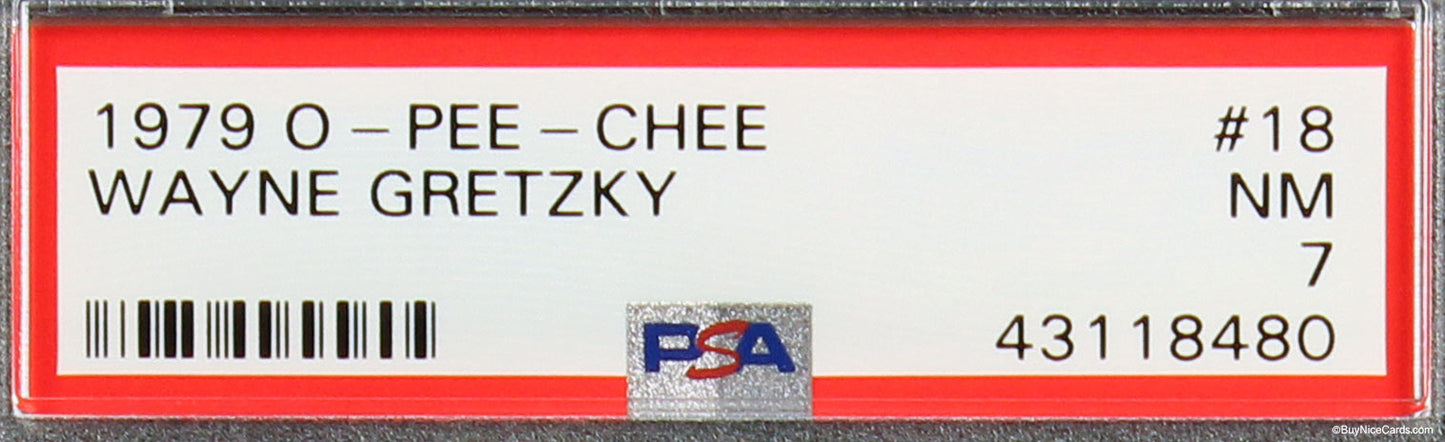 1979 O-PEE-CHEE #18
WAYNE GRETZKY NM
7
PSA 43118480
©BuyNiceCards.com